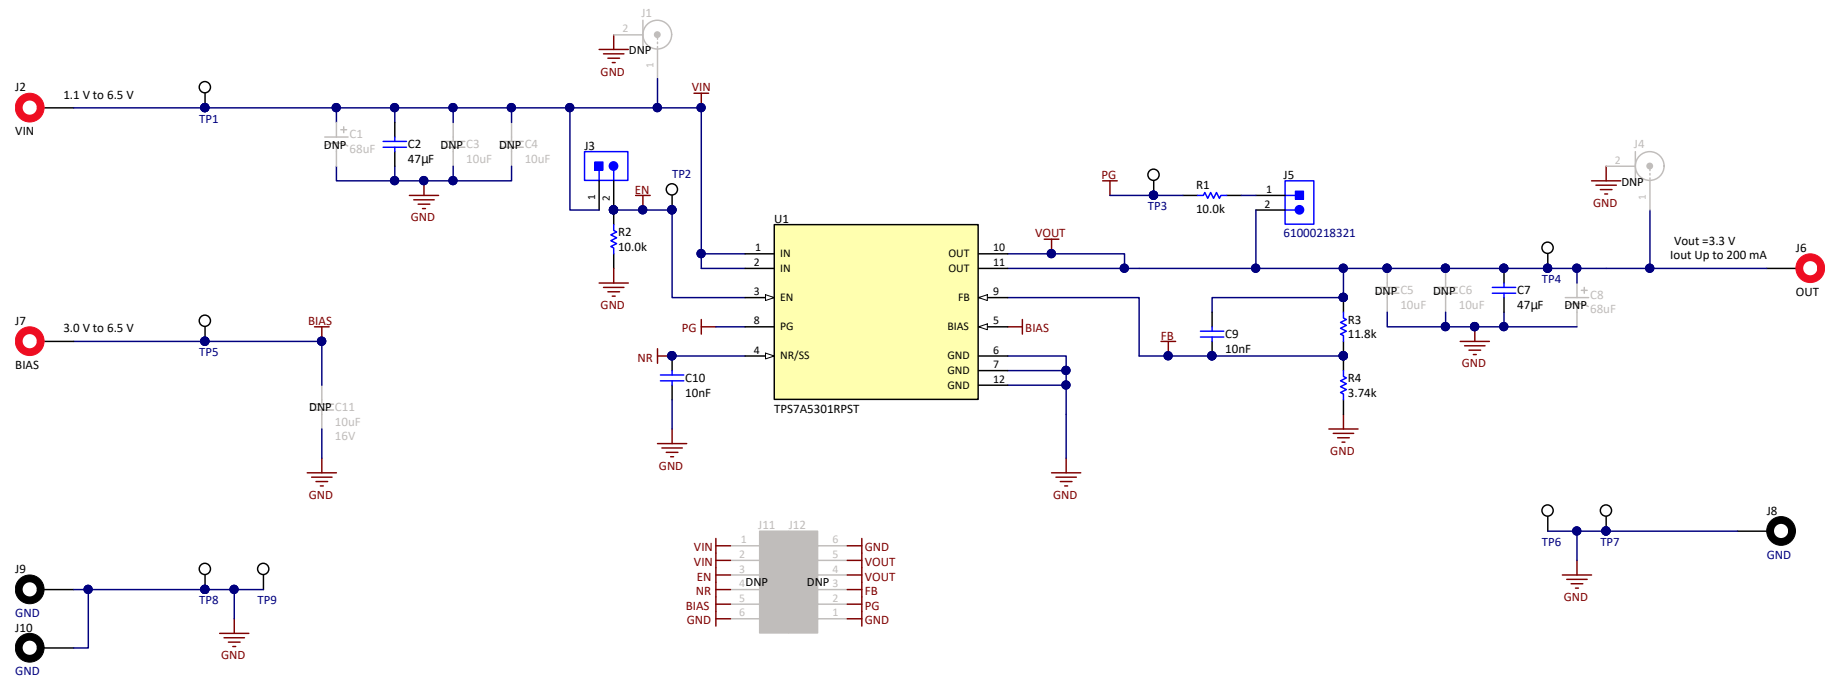 J1
2
DNP
1
GND
J2
1.1 V to 6.5 V
VIN
TP1
VIN
C1
68uF
DNP
C2
47µF
DNP
C3
10uF
DNP
C4
10uF
GND
J3
1
2
EN
TP2
R2
10.0k
GND
U1
1
IN
2
IN
3
EN
8
PG
4
NR/SS
OUT
10
OUT
11
FB
9
BIAS
5
GND
6
GND
7
GND
12
TPS7A5301RPST
PG
NR
C10
10nF
GND
VOUT
BIAS
GND
PG
TP3
R1
10.0k
J5
1
2
61000218321
FB
C9
10nF
R3
11.8k
R4
3.74k
GND
DNP
C5
10uF
DNP
C6
10uF
C7
47µF
TP4
DNP
C8
68uF
GND
J4
2
DNP
1
GND
Vout =3.3 V
Iout Up to 200 mA
J6
OUT
J7
3.0 V to 6.5 V
BIAS
TP5
BIAS
DNP
C11
10uF
16V
GND
J9
GND
J10
GND
TP8
TP9
GND
J11 J12
VIN 1
VIN 2
EN 3
NR 4
BIAS 5
GND 6
DNP
DNP
6 GND
5 VOUT
4 VOUT
3 FB
2 PG
1 GND
TP6
TP7
GND
J8
GND